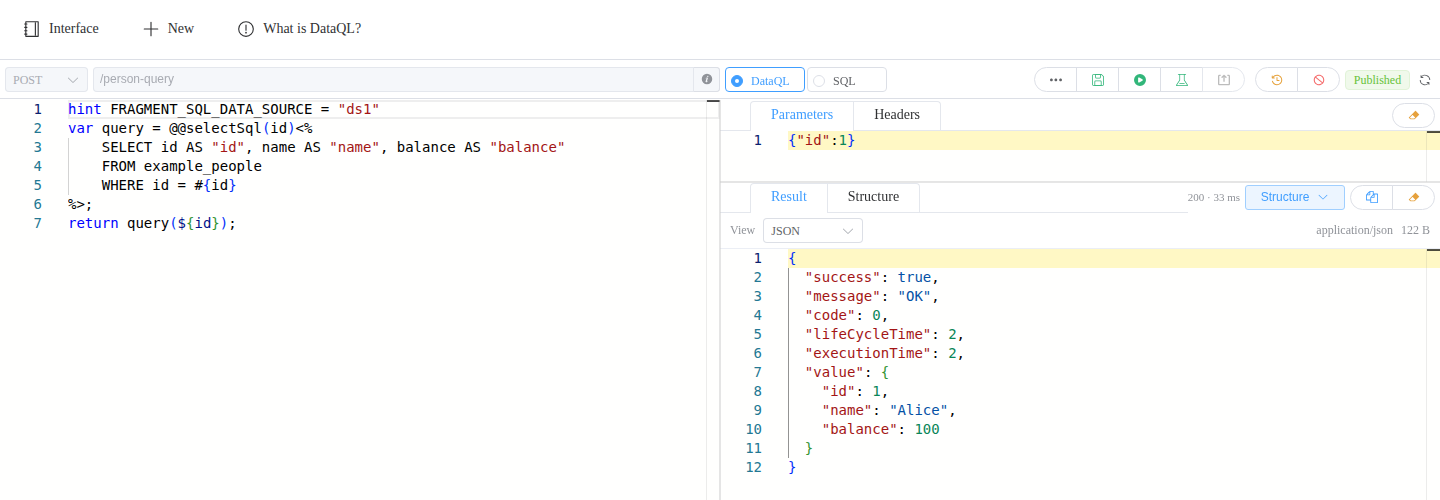 Interface New What is DataQL?
POST /person-query DataQL SQL Published
1 hint FRAGMENT_SQL_DATA_SOURCE = "ds1"
2 var query = @@selectSql(id)<%
3 SELECT id AS "id", name AS "name", balance AS "balance"
4 FROM example_people
5 WHERE id = #{id}
6 %>;
7 return query(${id});
Parameters Headers
1 {"id":1}
Result Structure 200 · 33 ms Structure
View JSON application/json 122 B
1 {
2 "success": true,
3 "message": "OK",
4 "code": 0,
5 "lifeCycleTime": 2,
6 "executionTime": 2,
7 "value": {
8 "id": 1,
9 "name": "Alice",
10 "balance": 100
11 }
12 }